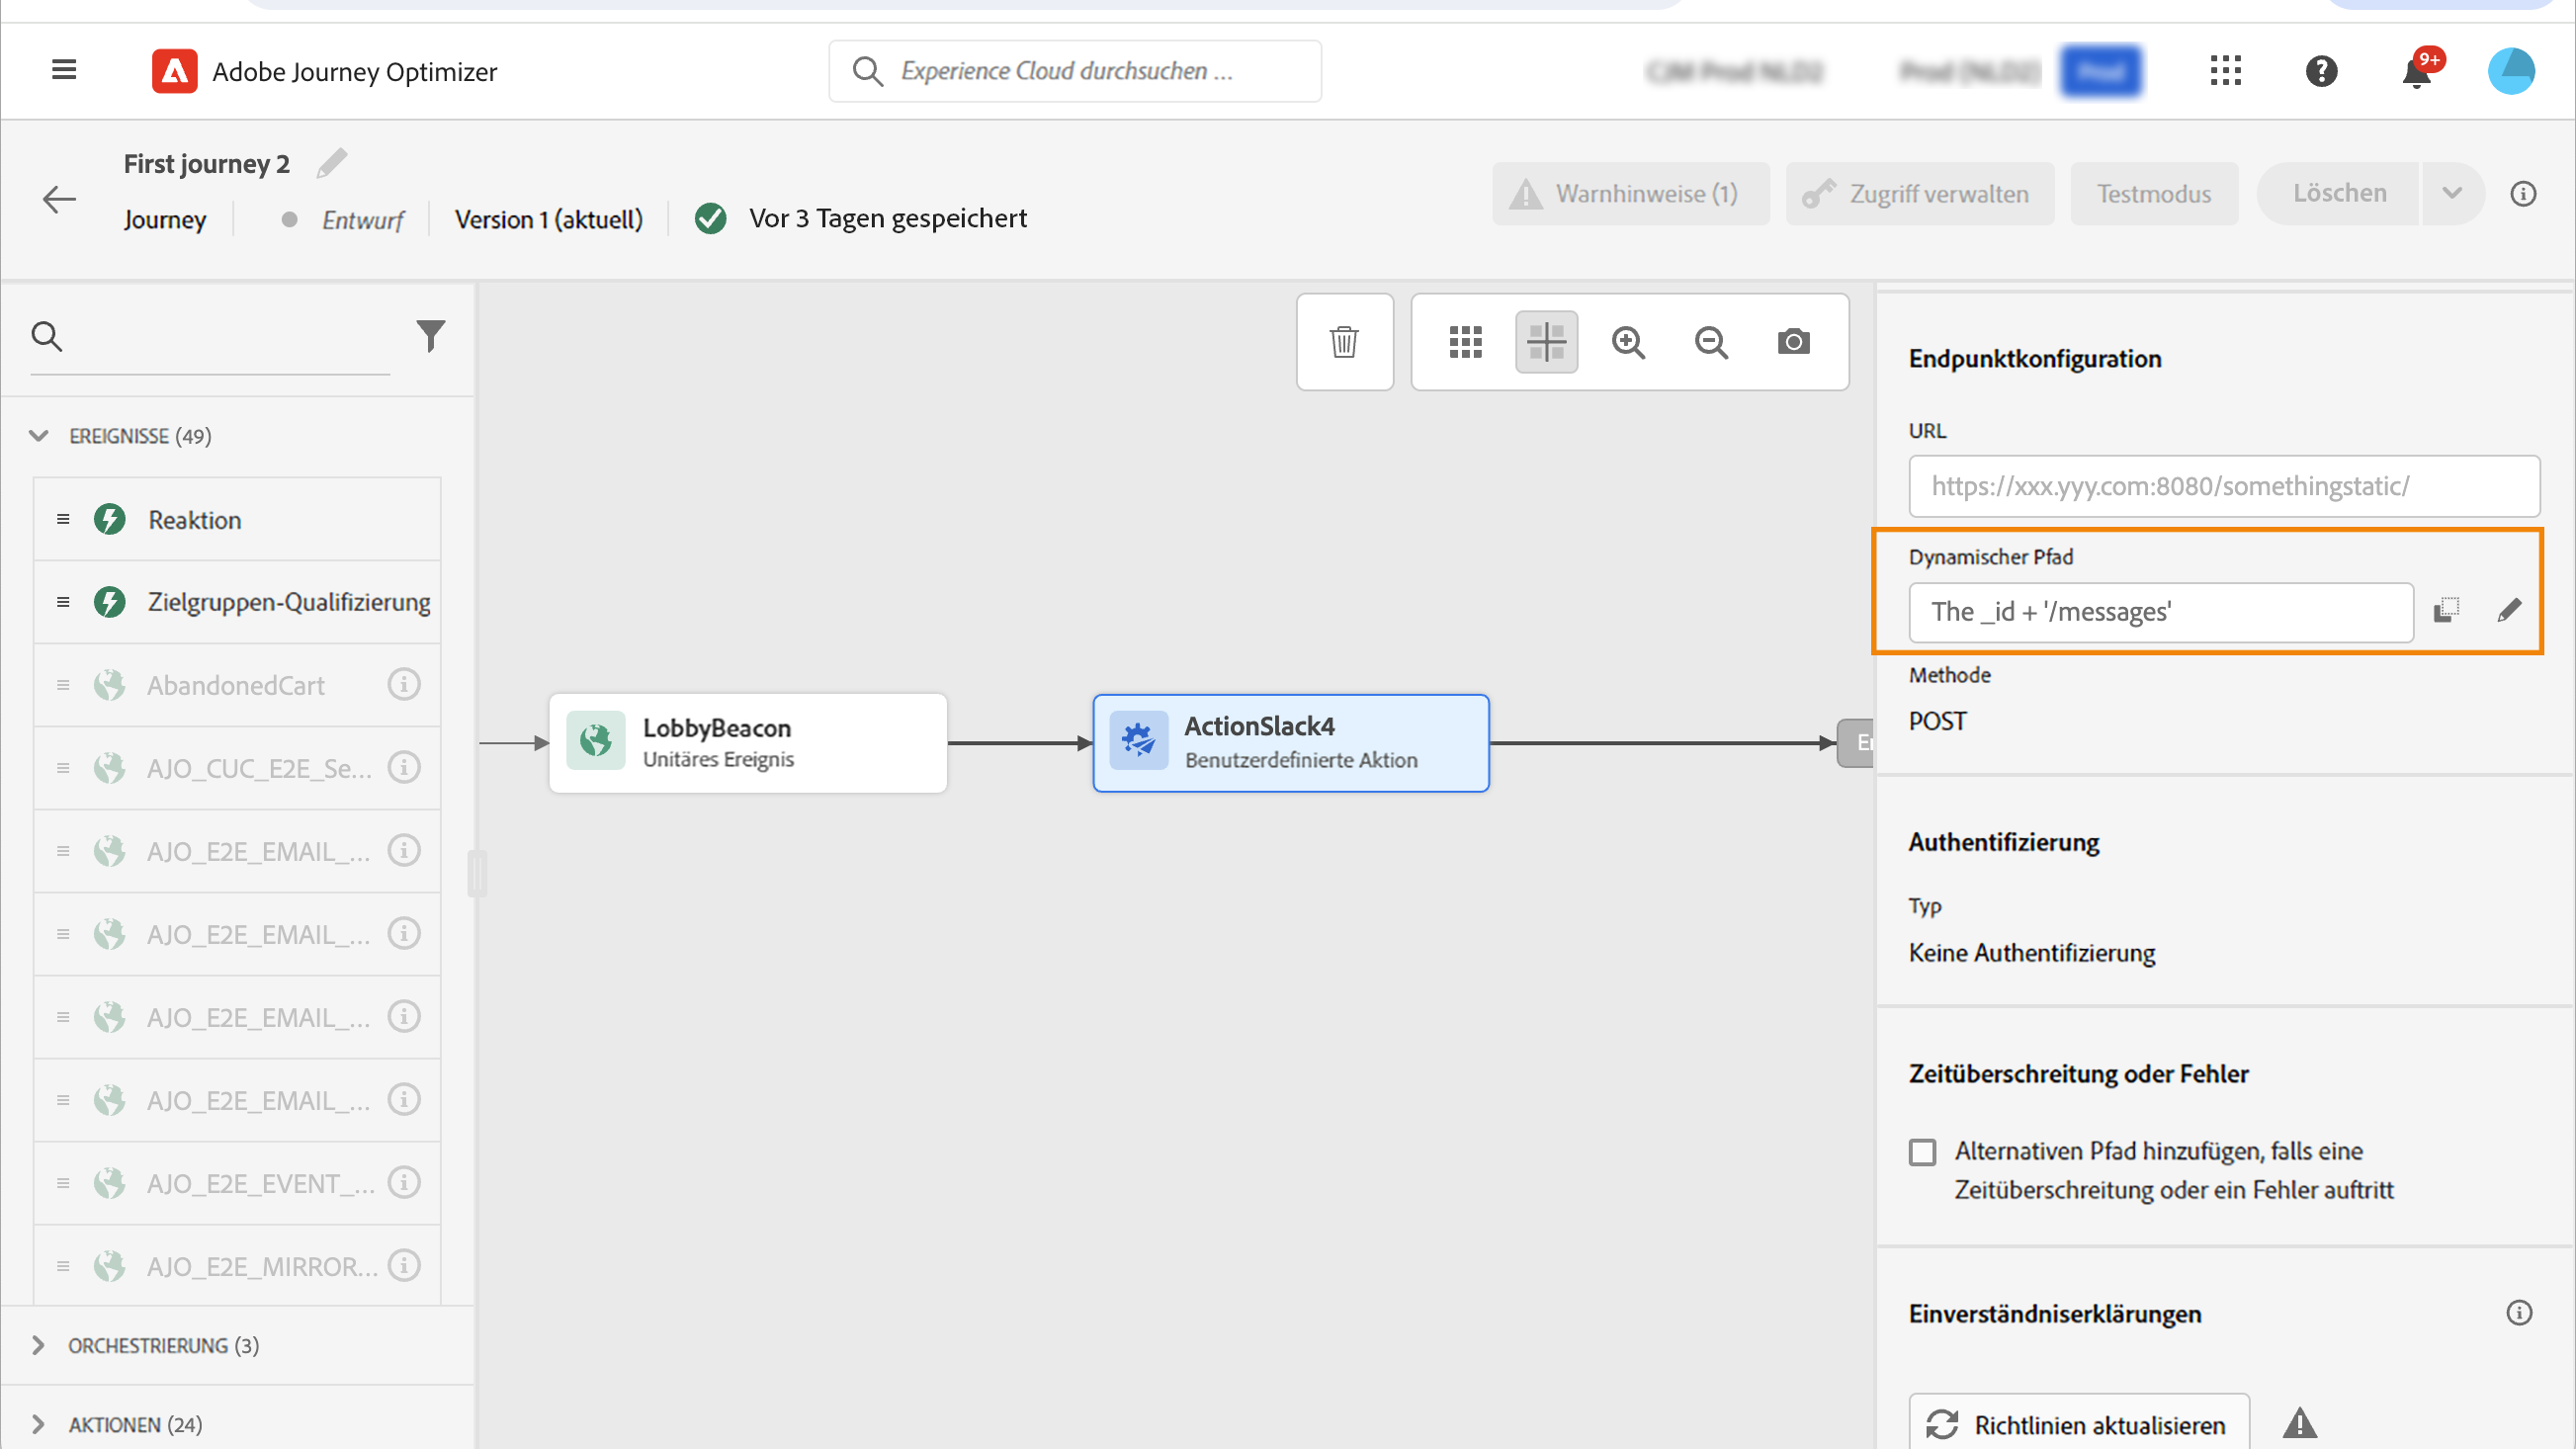 Adobe Journey Optimizer
Experience Cloud durchsuchen ...
9+
First journey 2
Journey
Entwurf
Version 1 (aktuell)
Vor 3 Tagen gespeichert
Warnhinweise (1)
Zugriff verwalten
Testmodus
Löschen
EREIGNISSE (49)
Reaktion
Zielgruppen-Qualifizierung
AbandonedCart
AJO_CUC_E2E_Se...
AJO_E2E_EMAIL_...
AJO_E2E_EMAIL_...
AJO_E2E_EMAIL_...
AJO_E2E_EMAIL_...
AJO_E2E_EVENT_...
AJO_E2E_MIRROR...
ORCHESTRIERUNG (3)
AKTIONEN (24)
LobbyBeacon
Unitäres Ereignis
ActionSlack4
Benutzerdefinierte Aktion
Endpunktkonfiguration
URL
https://xxx.yyy.com:8080/somethingstatic/
Dynamischer Pfad
The _id + '/messages'
Methode
POST
Authentifizierung
Typ
Keine Authentifizierung
Zeitüberschreitung oder Fehler
Alternativen Pfad hinzufügen, falls eine
Zeitüberschreitung oder ein Fehler auftritt
Einverständniserklärungen
Richtlinien aktualisieren